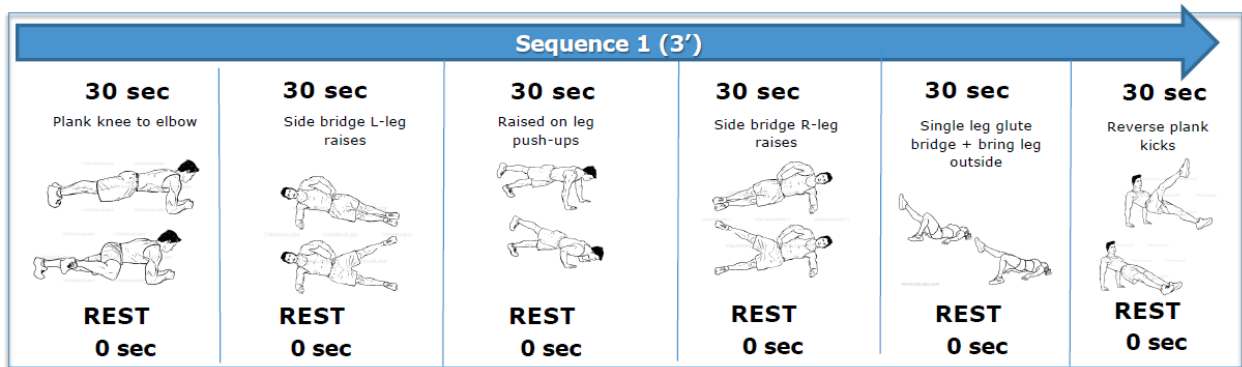 Sequence 1 (3’)
30 sec
Plank knee to elbow
REST
0 sec
30 sec
Side bridge L-leg
raises
REST
0 sec
30 sec
Raised on leg
push-ups
REST
0 sec
30 sec
Side bridge R-leg
raises
REST
0 sec
30 sec
Single leg glute
bridge + bring leg
outside
REST
0 sec
30 sec
Reverse plank
kicks
REST
0 sec